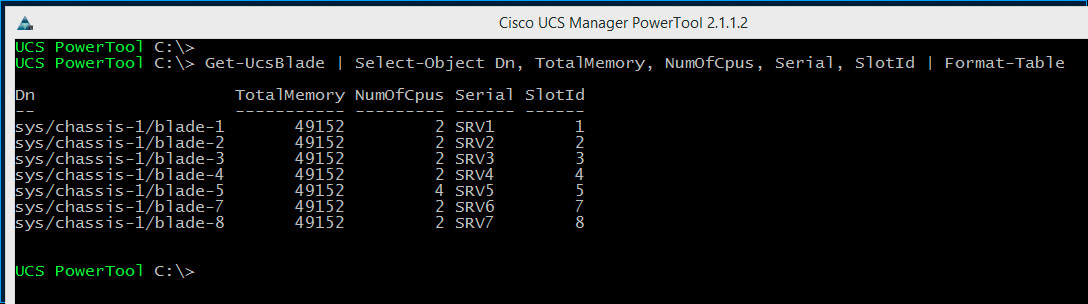 Cisco UCS Manager PowerTool 2.1.1.2
UCS PowerTool C:\>
UCS PowerTool C:\> Get-UcsBlade | Select-Object Dn, TotalMemory, NumOfCpus, Serial, SlotId | Format-Table
Dn TotalMemory NumOfCpus Serial SlotId
-- ----------- --------- ------ ------
sys/chassis-1/blade-1 49152 2 SRV1 1
sys/chassis-1/blade-2 49152 2 SRV2 2
sys/chassis-1/blade-3 49152 2 SRV3 3
sys/chassis-1/blade-4 49152 2 SRV4 4
sys/chassis-1/blade-5 49152 4 SRV5 5
sys/chassis-1/blade-7 49152 2 SRV6 7
sys/chassis-1/blade-8 49152 2 SRV7 8
UCS PowerTool C:\>